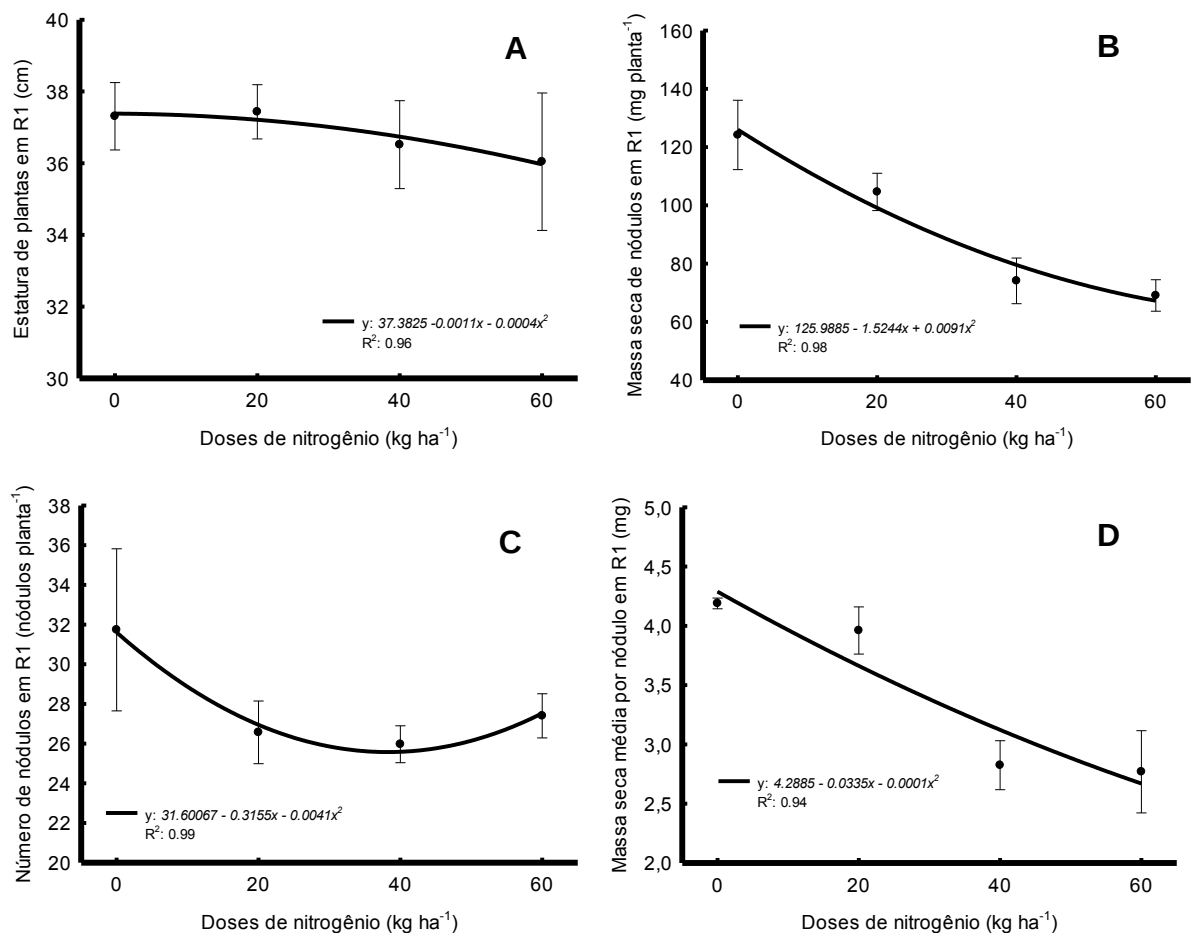 A
Estatura de plantas em R1 (cm)
40
38
36
34
32
30
y: 37.3825 -0.0011x - 0.0004x²
R²: 0.96
0 20 40 60
Doses de nitrogênio (kg ha⁻¹)
B
Massa seca de nódulos em R1 (mg planta⁻¹)
160
140
120
100
80
60
40
y: 125.9885 - 1.5244x + 0.0091x²
R²: 0.98
0 20 40 60
Doses de nitrogênio (kg ha⁻¹)
C
Número de nódulos em R1 (nódulos planta⁻¹)
38
36
34
32
30
28
26
24
22
20
y: 31.60067 - 0.3155x - 0.0041x²
R²: 0.99
0 20 40 60
Doses de nitrogênio (kg ha⁻¹)
D
Massa seca média por nódulo em R1 (mg)
5,0
4,5
4,0
3,5
3,0
2,5
2,0
y: 4.2885 - 0.0335x - 0.0001x²
R²: 0.94
0 20 40 60
Doses de nitrogênio (kg ha⁻¹)